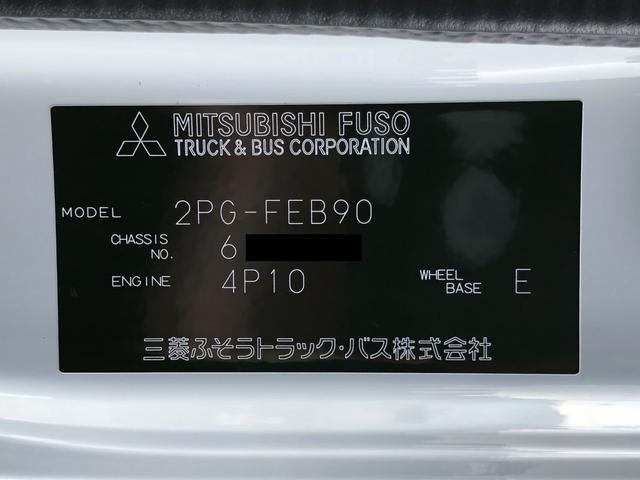 MITSUBISHI FUSO
TRUCK & BUS CORPORATION
MODEL 2PG-FEB90
CHASSIS NO. 6
ENGINE 4P10 WHEEL BASE E
三菱ふそうトラック・バス株式会社